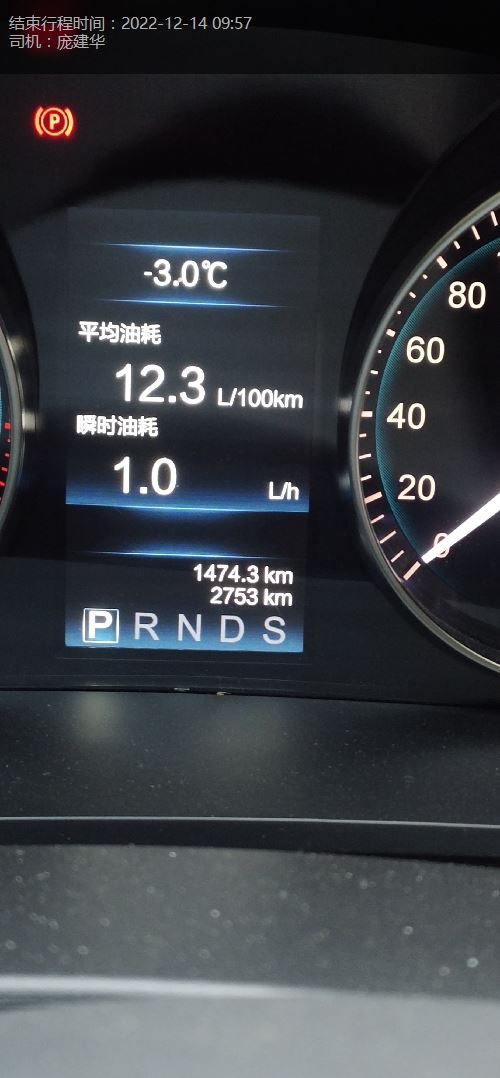 结束行程时间：2022-12-14 09:57
司机：庞建华
P
-3.0℃
平均油耗
12.3 L/100km
瞬时油耗
1.0 L/h
1474.3 km
2753 km
P R N D S
80
60
40
20
0